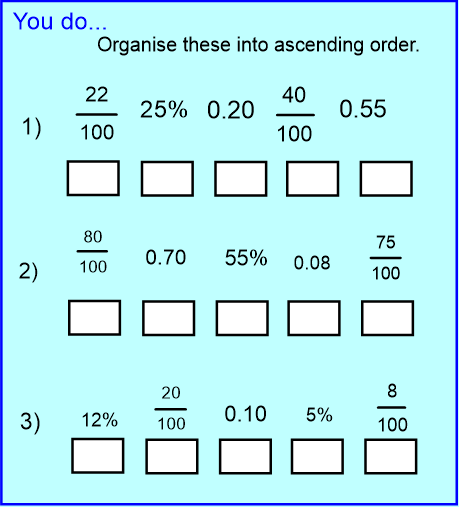 You do...
Organise these into ascending order.
1) 22/100 25% 0.20 40/100 0.55
2) 80/100 0.70 55% 0.08 75/100
3) 12% 20/100 0.10 5% 8/100